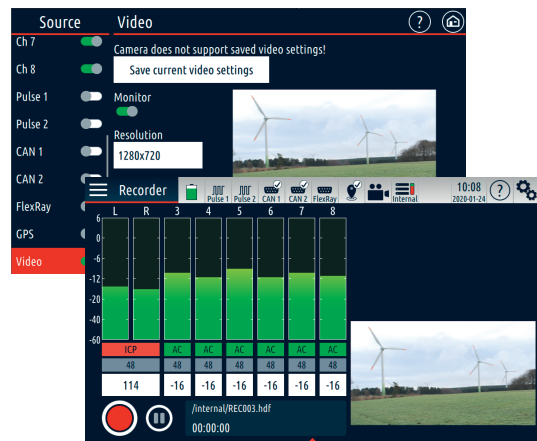 Source
Ch 7
Ch 8
Pulse 1
Pulse 2
CAN 1
CAN 2
FlexRay
GPS
Video
Video
?
Camera does not support saved video settings!
Save current video settings
Monitor
Resolution
1280x720
Recorder
Pulse 1 Pulse 2 CAN 1 CAN 2 FlexRay Internal
10:08
2020-01-24
?
L R 3 4 5 6 7 8
6
0
-6
-12
-20
-40
-60
ICP AC AC AC AC AC AC
48 48 48 48 48 48 48
114 -16 -16 -16 -16 -16 -16
/internal/REC003.hdf
00:00:00